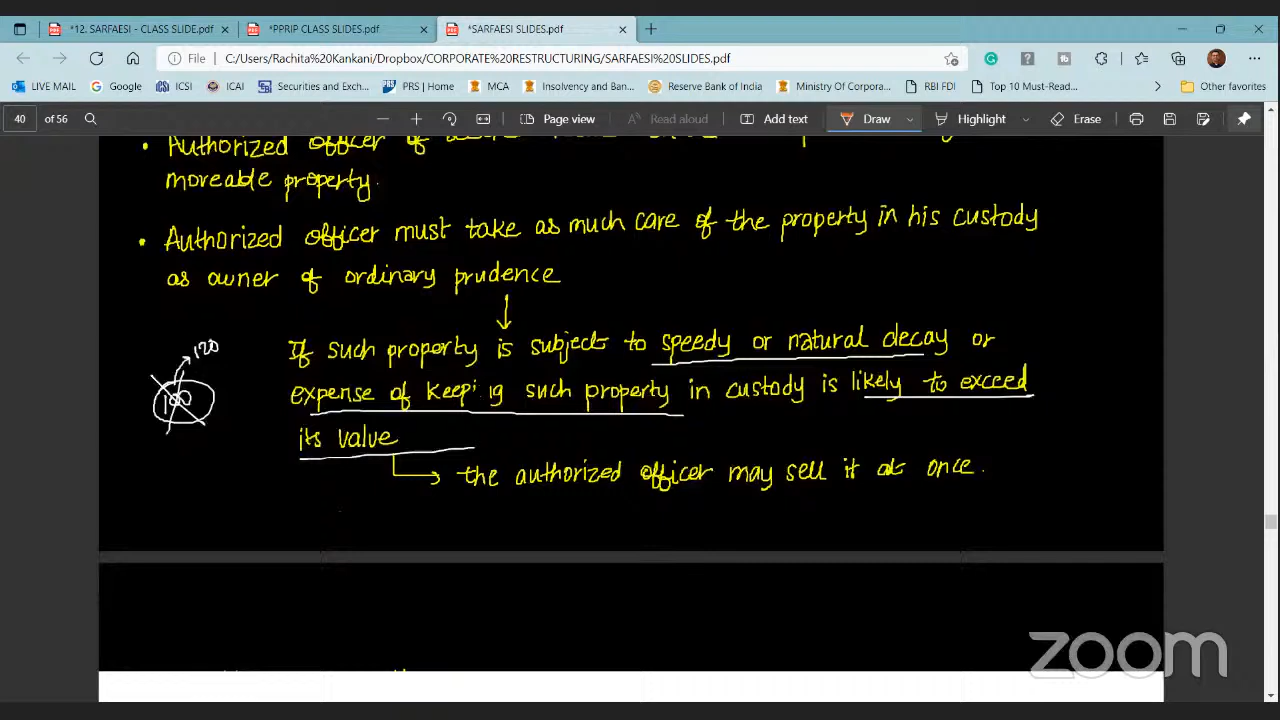 *12. SARFAESI - CLASS SLIDE.pdf
*PPRIP CLASS SLIDES.pdf
*SARFAESI SLIDES.pdf
File
C:/Users/Rachita%20Kankani/Dropbox/CORPORATE%20RESTRUCTURING/SARFAESI%20SLIDES.pdf
LIVE MAIL
Google
ICSI
ICAI
Securities and Exch...
PRS | Home
MCA
Insolvency and Ban...
Reserve Bank of India
Ministry Of Corpora...
RBI FDI
Top 10 Must-Read...
Other favorites
40 of 56
Page view
Read aloud
Add text
Draw
Highlight
Erase
• Authorized officer of
moveable property.
• Authorized officer must take as much care of the property in his custody
as owner of ordinary prudence
120
100
If such property is subject to speedy or natural decay or
expense of keeping such property in custody is likely to exceed
its value
the authorized officer may sell it at once.
zoom